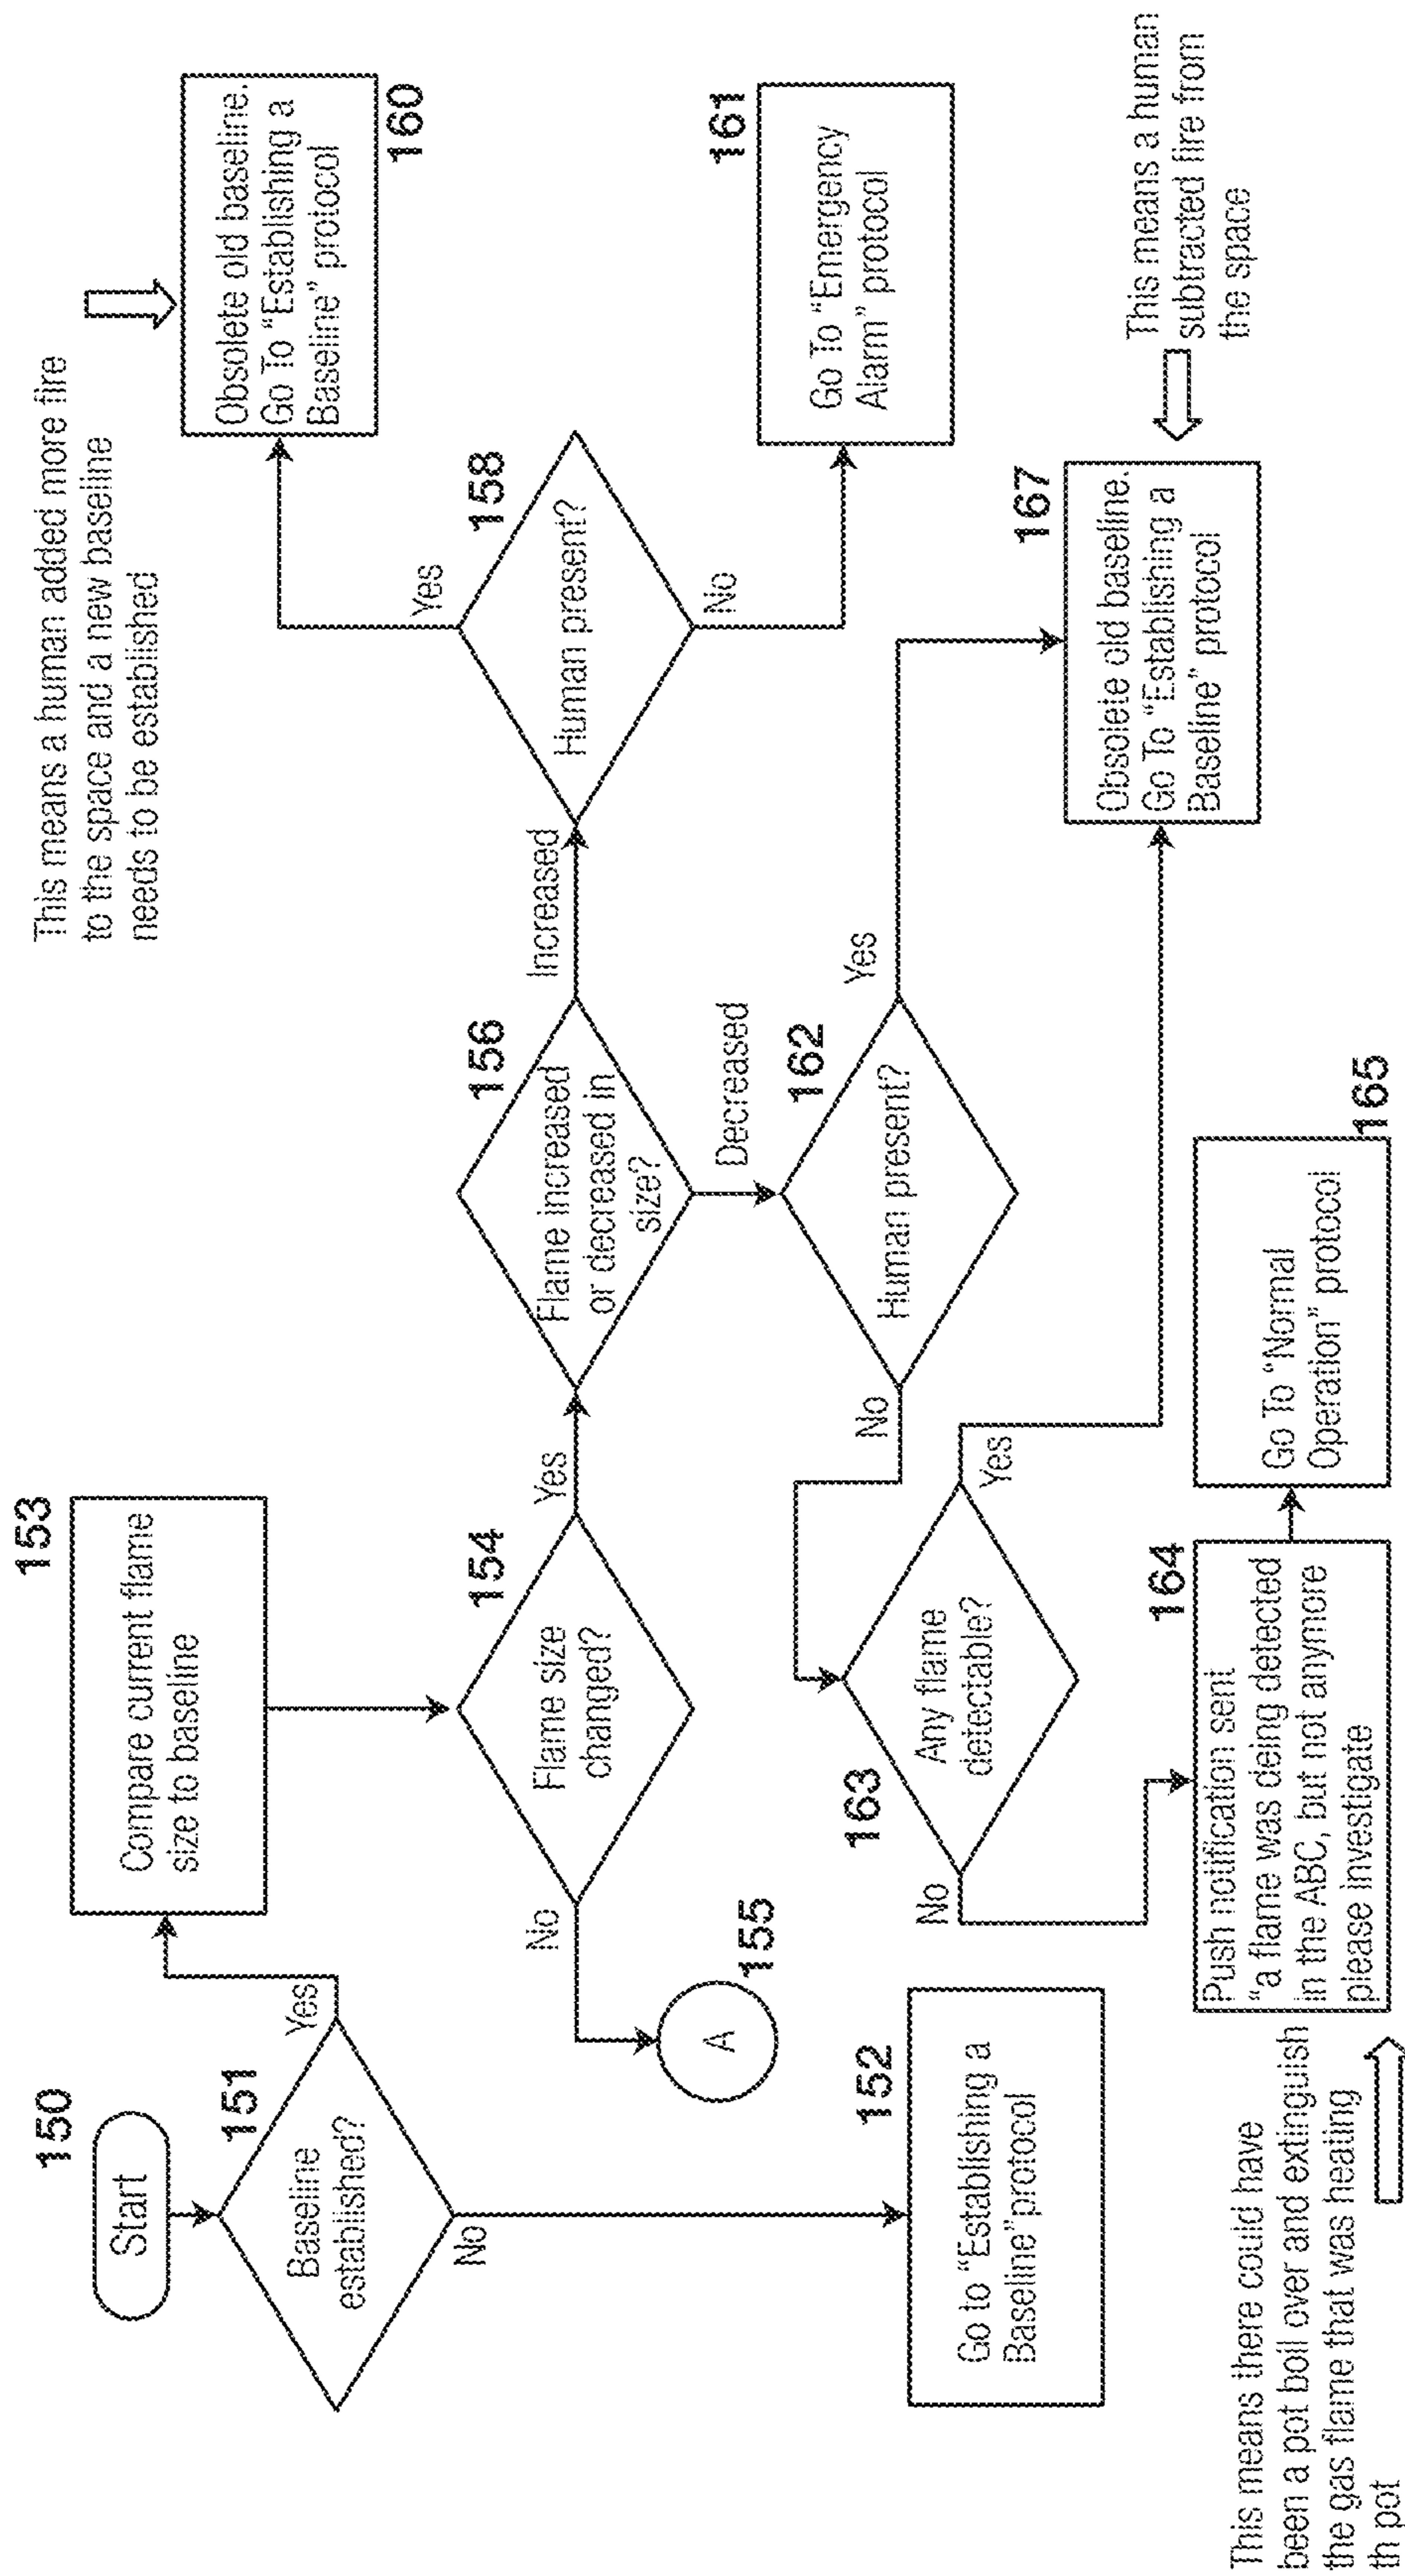 150
Start
151
Baseline
established?
Yes
No
152
Go to “Establishing a
Baseline”protocol
153
Compare current flame
size to baseline
154
Flame size
changed?
No
Yes
155
A
156
Flame increased
or decreased in
size?
Increased
Decreased
158
Human present?
Yes
No
This means a human added more fire
to the space and a new baseline
needs to be established
160
Obsolete old baseline.
Go To “Establishing a
Baseline” protocol
161
Go To “Emergency
Alarm” protocol
162
Human present?
No
Yes
163
Any flame
detectable?
No
Yes
164
Push notification sent
“a flame was deing detected
in the ABC, but not anymore
please investigate
165
Go To “Normal
Operation” protocol
167
Obsolete old baseline.
Go To “Establishing a
Baseline” protocol
This means a human
subtracted fire from
the space
This means there could have
been a pot boil over and extinguish
the gas flame that was heating
th pot